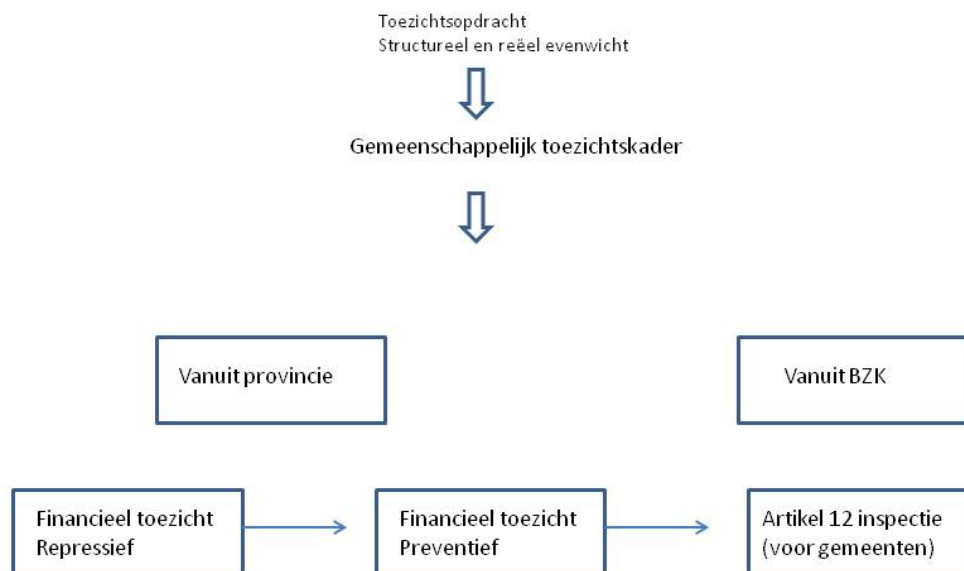 Toezichtsopdracht
Structureel en reëel evenwicht
Gemeenschappelijk toezichtskader
Vanuit provincie
Vanuit BZK
Financieel toezicht
Repressief
Financieel toezicht
Preventief
Artikel 12 inspectie
(voor gemeenten)